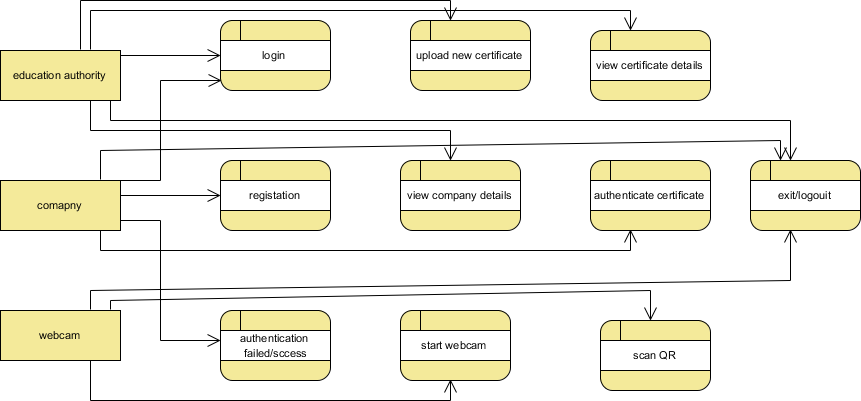 login
upload new certificate
view certificate details
education authority
comapny
registation
view company details
authenticate certificate
exit/logouit
webcam
authentication
failed/sccess
start webcam
scan QR